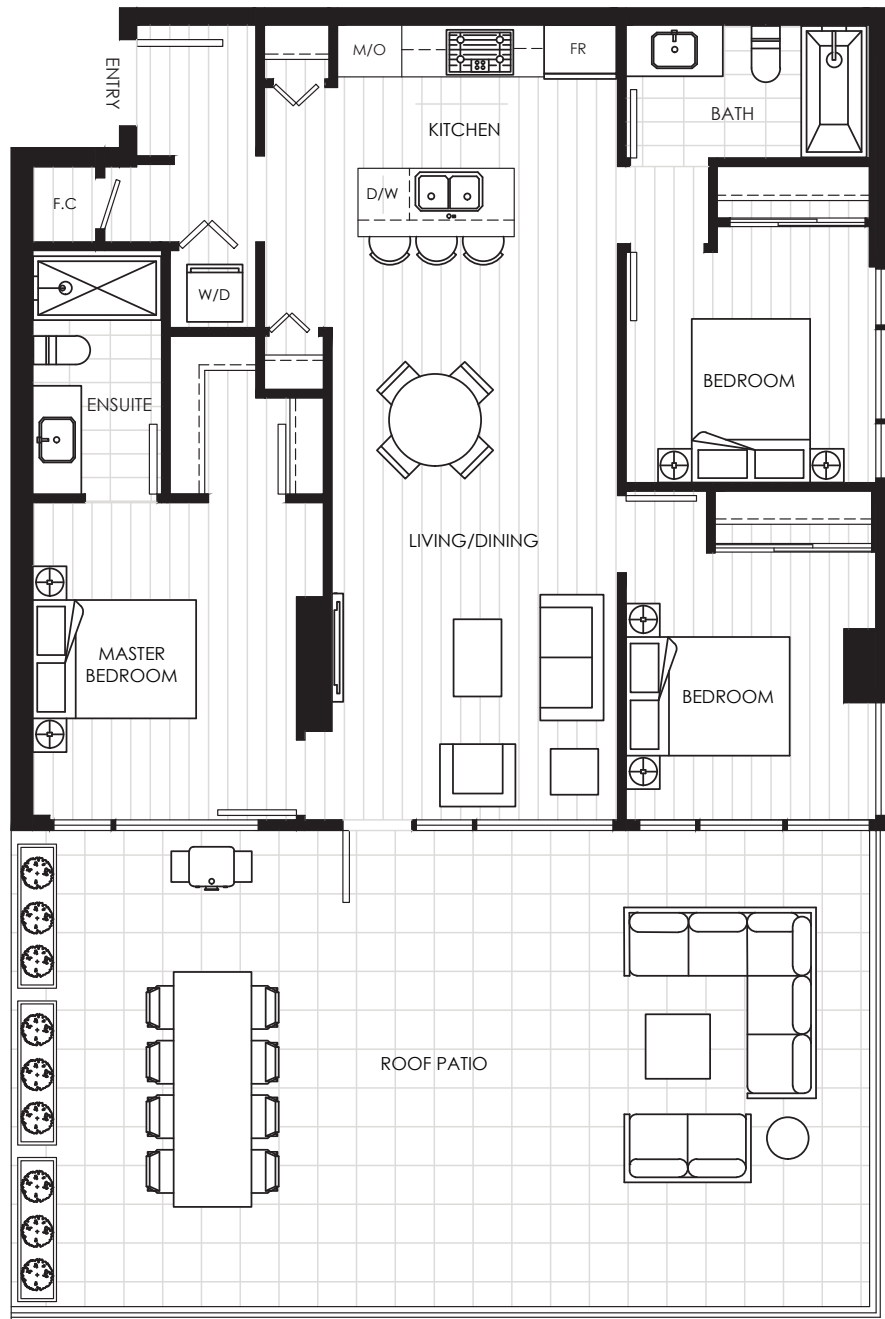 M/O
FR
ENTRY
BATH
KITCHEN
D/W
F.C
W/D
BEDROOM
ENSUITE
LIVING/DINING
MASTER
BEDROOM
BEDROOM
ROOF PATIO